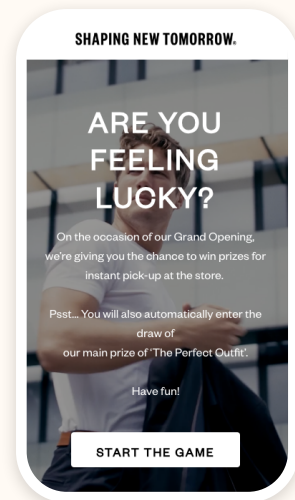 SHAPING NEW TOMORROW®
ARE YOU
FEELING
LUCKY?
On the occasion of our Grand Opening,
we're giving you the chance to win prizes for
instant pick-up at the store.
Psst... You will also automatically enter the
draw of
our main prize of 'The Perfect Outfit'.
Have fun!
START THE GAME